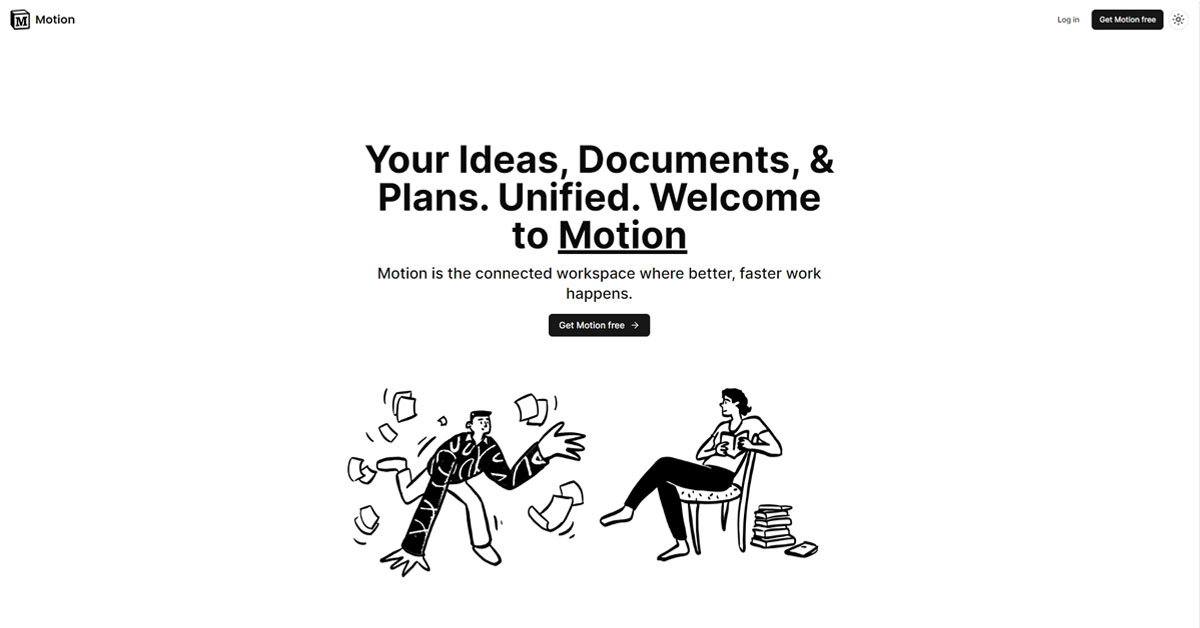 M Motion
Log in
Get Motion free
Your Ideas, Documents, &
Plans. Unified. Welcome
to Motion
Motion is the connected workspace where better, faster work
happens.
Get Motion free →